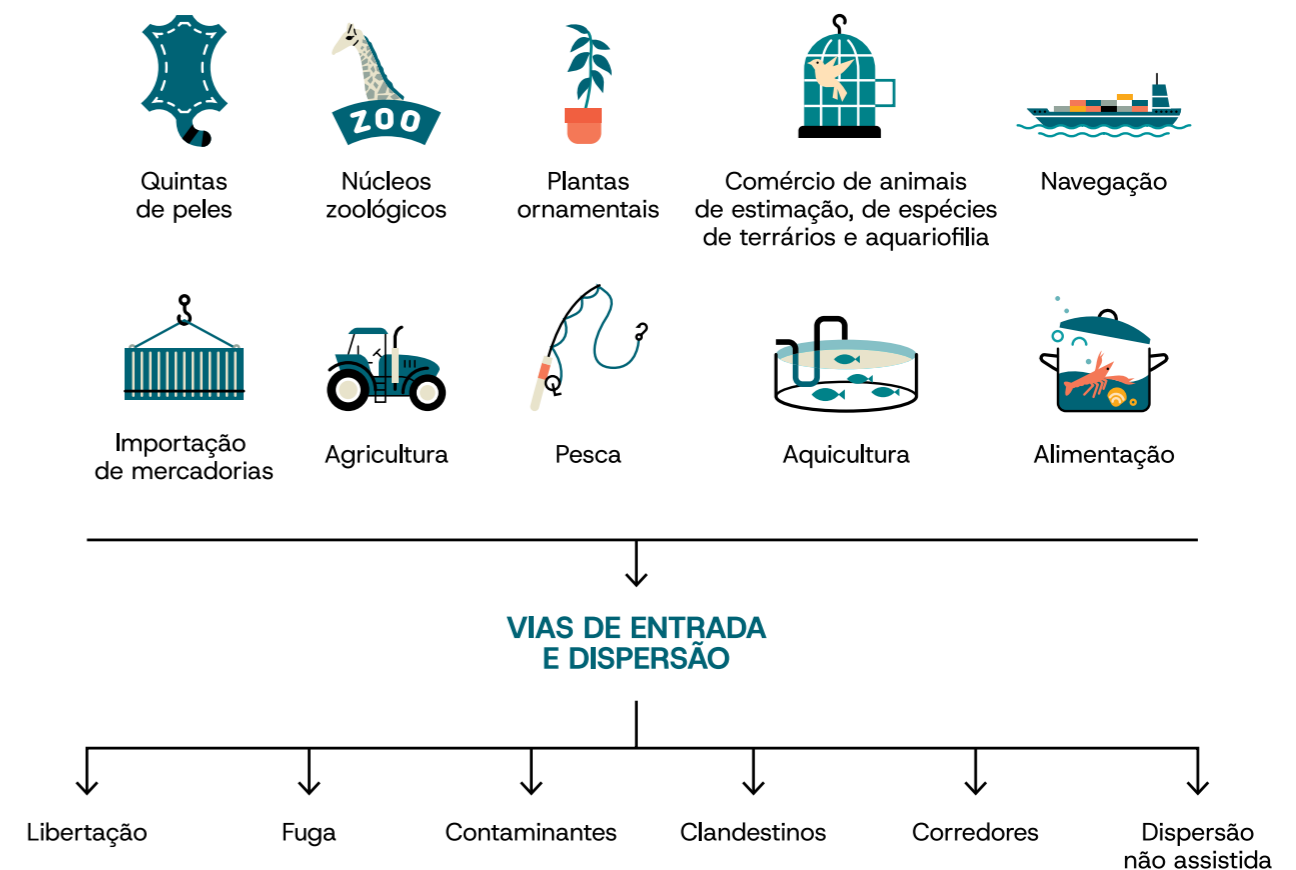 ZOO
Quintas
de peles
Núcleos
zoológicos
Plantas
ornamentais
Comércio de animais
de estimação, de espécies
de terrários e aquariofilia
Navegação
Importação
de mercadorias
Agricultura
Pesca
Aquicultura
Alimentação
VIAS DE ENTRADA
E DISPERSÃO
Libertação
Fuga
Contaminantes
Clandestinos
Corredores
Dispersão
não assistida